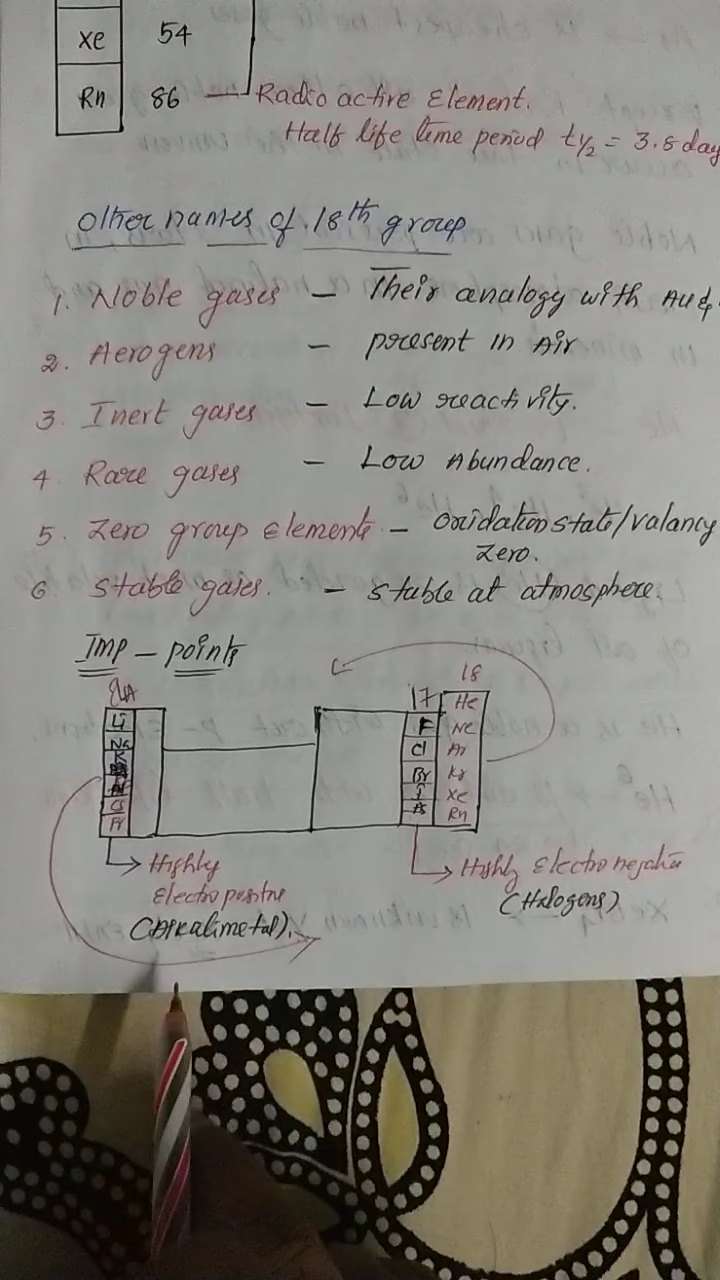 Xe 54
Rn 86 — Radio active Element.
Half life time period t1/2 = 3.8 day
Other names of 18th group
1. Noble gases – Their analogy with Au &
2. Aerogens – present in Air
3. Inert gases – Low reactivity.
4 Rare gases – Low Abundance.
5. Zero group Elements – Oxidation state/valancy
Zero.
6 Stable gases. – Stable at atmosphere.
Imp – points
17 18
Li F He
Na Cl Ne
K Br Ar
I Kr
Cs As Xe
Fr Rn
Highly
Electro positive
(Alkalimetal).
Highly Electronegative
(Halogens)